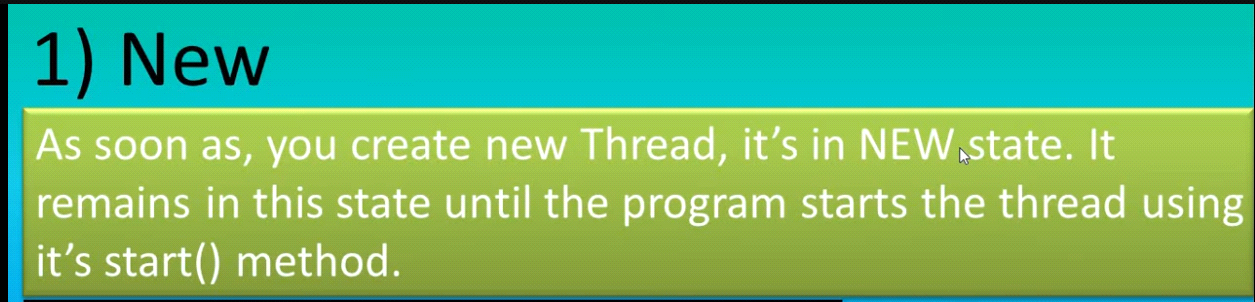 1) New
As soon as, you create new Thread, it's in NEW state. It
remains in this state until the program starts the thread using
it's start() method.